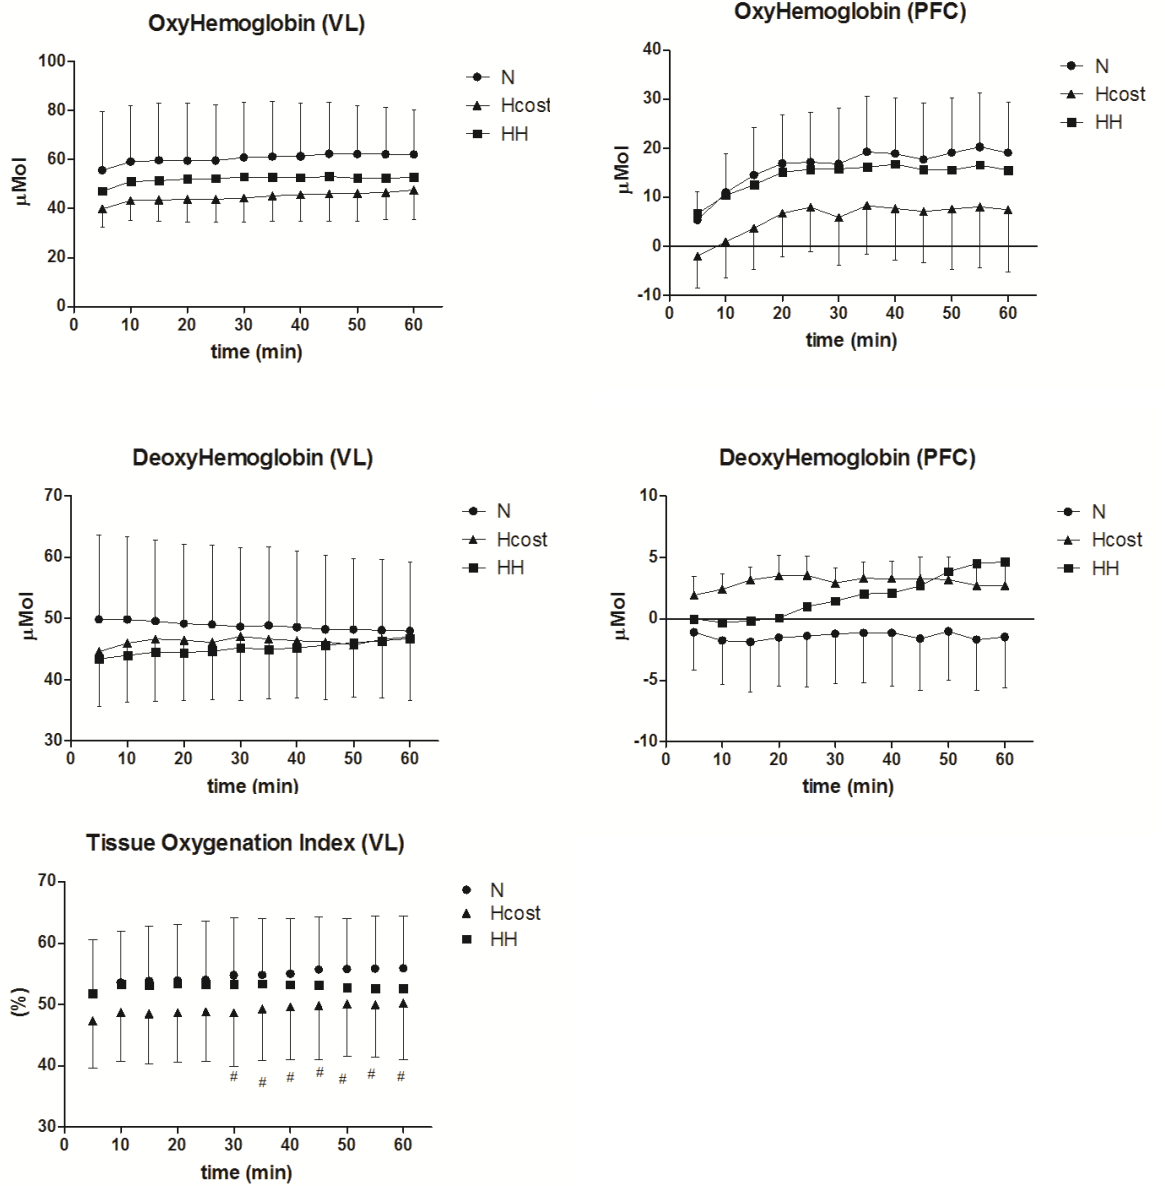 OxyHemoglobin (VL)
100
80
60
40
20
0
μMol
0 10 20 30 40 50 60
time (min)
N
Hcost
HH
OxyHemoglobin (PFC)
40
30
20
10
0
-10
μMol
0 10 20 30 40 50 60
time (min)
N
Hcost
HH
DeoxyHemoglobin (VL)
70
60
50
40
30
μMol
0 10 20 30 40 50 60
time (min)
N
Hcost
HH
DeoxyHemoglobin (PFC)
10
5
0
-5
-10
μMol
0 10 20 30 40 50 60
time (min)
N
Hcost
HH
Tissue Oxygenation Index (VL)
70
60
50
40
30
(%)
# # # # # # #
0 10 20 30 40 50 60
time (min)
N
Hcost
HH